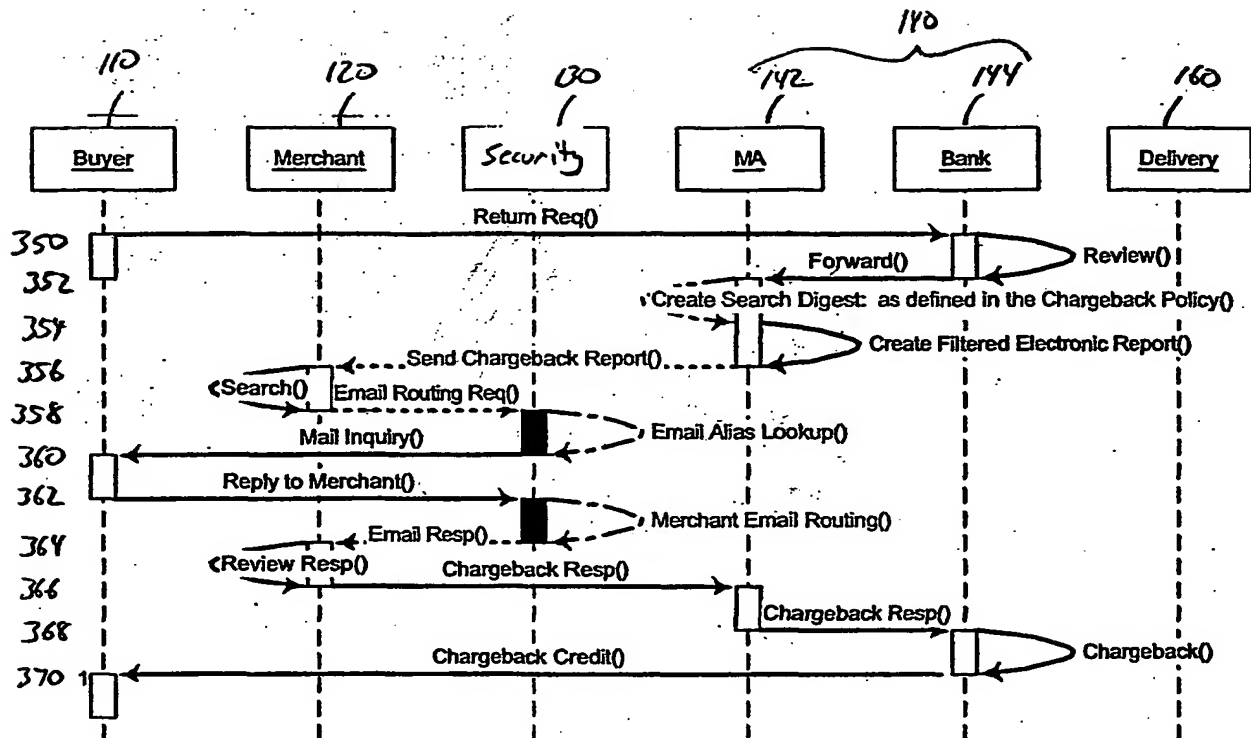 140
110 120 130 142 144 160
Buyer Merchant Security MA Bank Delivery
Return Req()
350
Forward() Review()
352
Create Search Digest: as defined in the Chargeback Policy()
354
Create Filtered Electronic Report()
Send Chargeback Report()
356
Search() Email Routing Req()
358
Mail Inquiry() Email Alias Lookup()
360
Reply to Merchant()
362
Merchant Email Routing()
Email Resp()
364
Review Resp() Chargeback Resp()
366
Chargeback Resp()
368
Chargeback Credit() Chargeback()
370 1